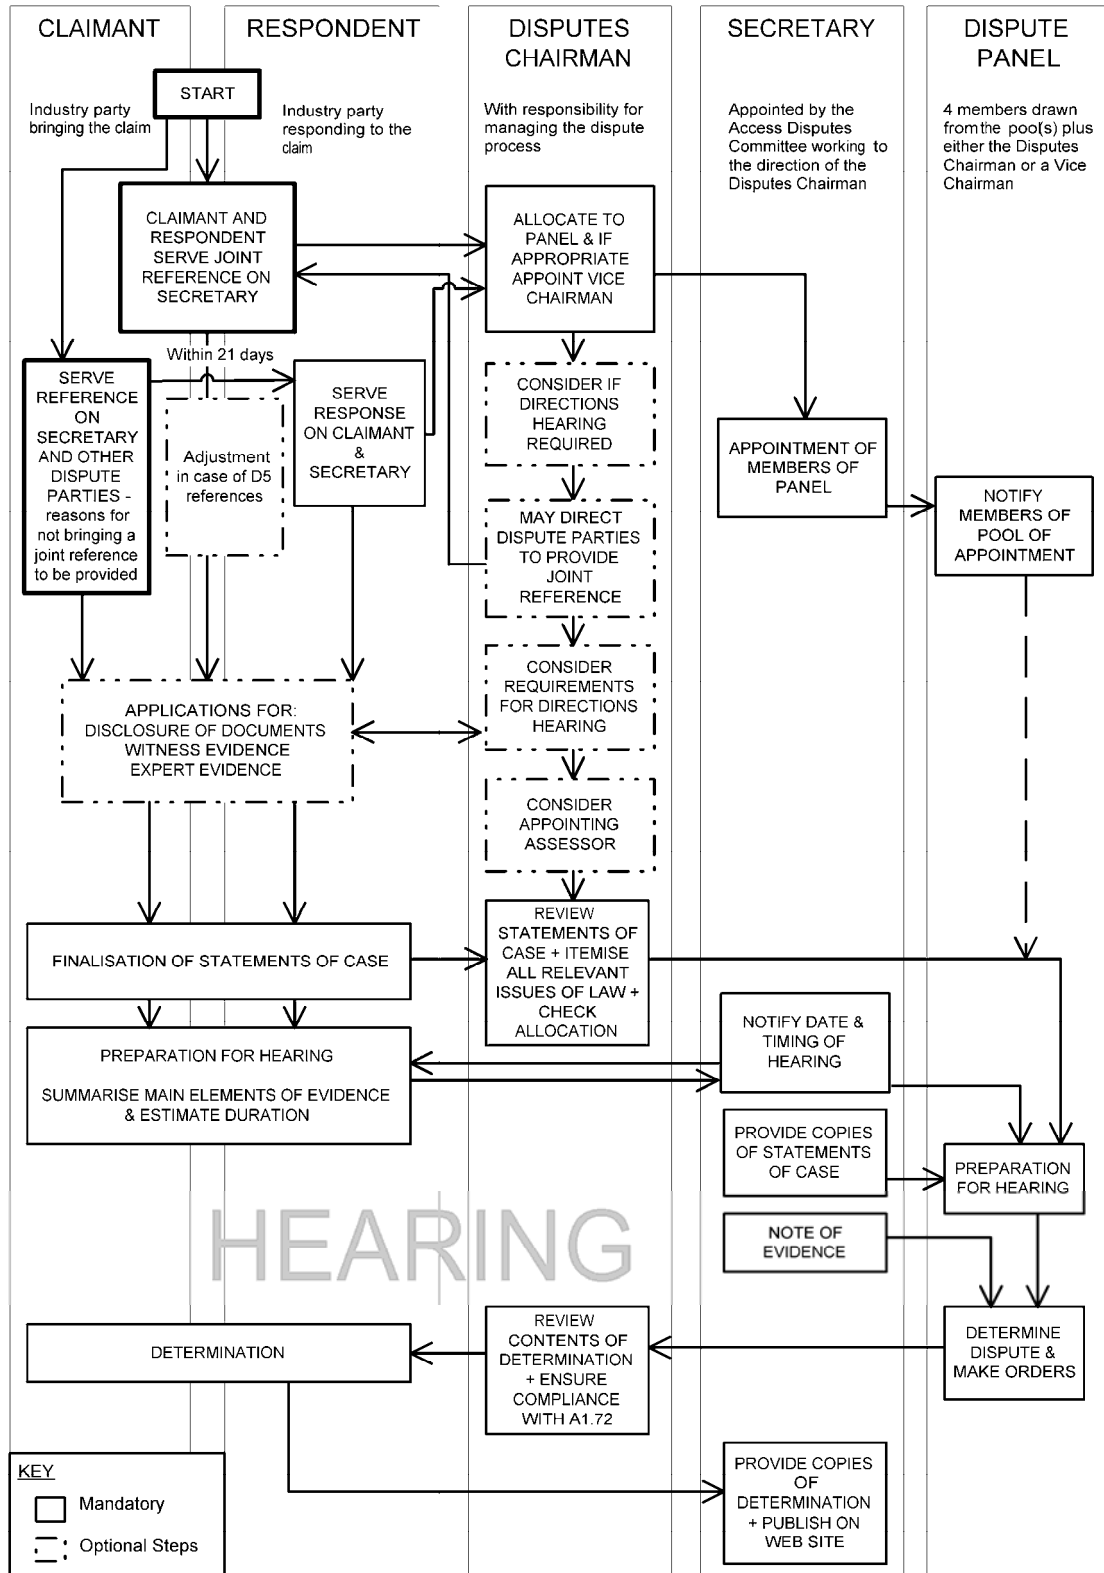 CLAIMANT
RESPONDENT
DISPUTES
CHAIRMAN
SECRETARY
DISPUTE
PANEL
START
Industry party
bringing the claim
Industry party
responding to the
claim
With responsibility for
managing the dispute
process
Appointed by the
Access Disputes
Committee working to
the direction of the
Disputes Chairman
4 members drawn
from the pool(s) plus
either the Disputes
Chairman or a Vice
Chairman
CLAIMANT AND
RESPONDENT
SERVE JOINT
REFERENCE ON
SECRETARY
ALLOCATE TO
PANEL & IF
APPROPRIATE
APPOINT VICE
CHAIRMAN
Within 21 days
SERVE
REFERENCE
ON
SECRETARY
AND OTHER
DISPUTE
PARTIES -
reasons for
not bringing a
joint reference
to be provided
Adjustment
in case of D5
references
SERVE
RESPONSE
ON CLAIMANT
&
SECRETARY
CONSIDER IF
DIRECTIONS
HEARING
REQUIRED
APPOINTMENT OF
MEMBERS OF
PANEL
NOTIFY
MEMBERS OF
POOL OF
APPOINTMENT
MAY DIRECT
DISPUTE PARTIES
TO PROVIDE
JOINT
REFERENCE
CONSIDER
REQUIREMENTS
FOR DIRECTIONS
HEARING
APPLICATIONS FOR:
DISCLOSURE OF DOCUMENTS
WITNESS EVIDENCE
EXPERT EVIDENCE
CONSIDER
APPOINTING
ASSESSOR
FINALISATION OF STATEMENTS OF CASE
REVIEW
STATEMENTS OF
CASE + ITEMISE
ALL RELEVANT
ISSUES OF LAW +
CHECK
ALLOCATION
NOTIFY DATE &
TIMING OF
HEARING
PREPARATION FOR HEARING
SUMMARISE MAIN ELEMENTS OF EVIDENCE
& ESTIMATE DURATION
PROVIDE COPIES
OF STATEMENTS
OF CASE
PREPARATION
FOR HEARING
HEARING
NOTE OF
EVIDENCE
DETERMINATION
REVIEW
CONTENTS OF
DETERMINATION
+ ENSURE
COMPLIANCE
WITH A1.72
DETERMINE
DISPUTE &
MAKE ORDERS
PROVIDE COPIES
OF
DETERMINATION
+ PUBLISH ON
WEB SITE
KEY
Mandatory
Optional Steps